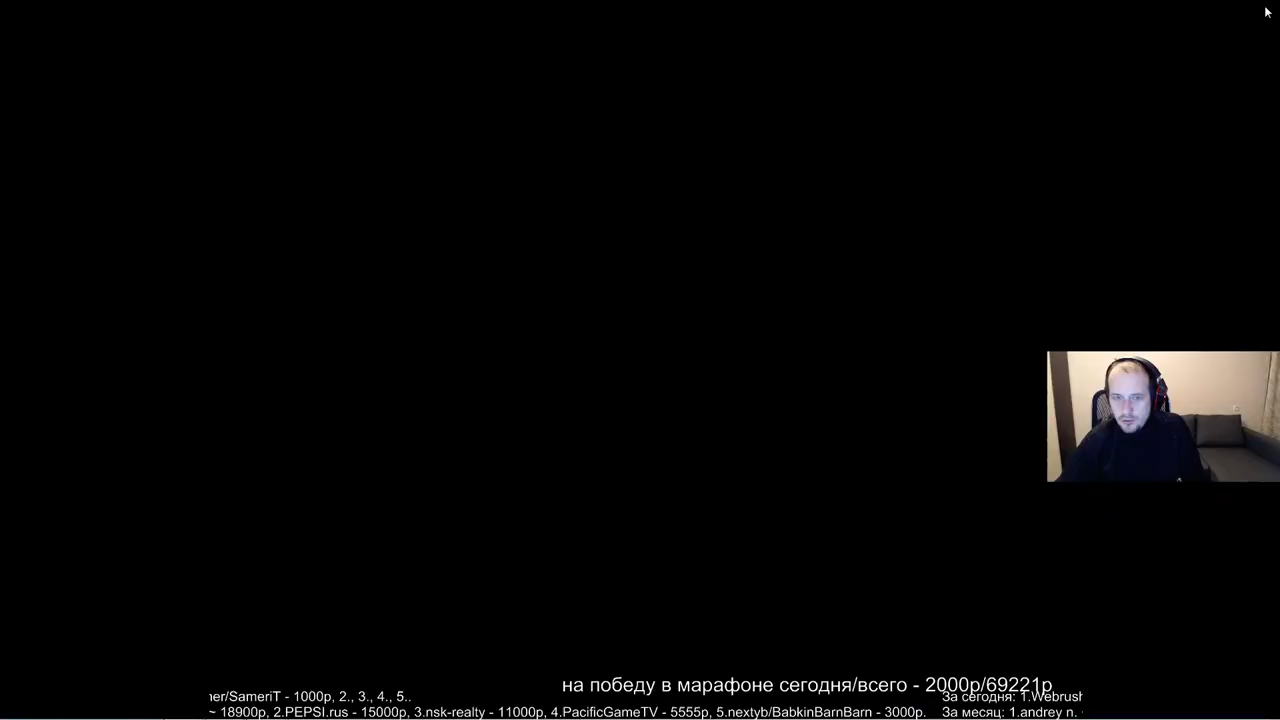 на победу в марафоне сегодня/всего - 2000р/69221р
er/SameriT - 1000р, 2., 3., 4., 5..
За сегодня: 1.Webrush
~ 18900р, 2.PEPSI.rus - 15000р, 3.nsk-realty - 11000р, 4.PacificGameTV - 5555р, 5.nextyb/BabkinBarnBarn - 3000р.
За месяц: 1.andrey n.